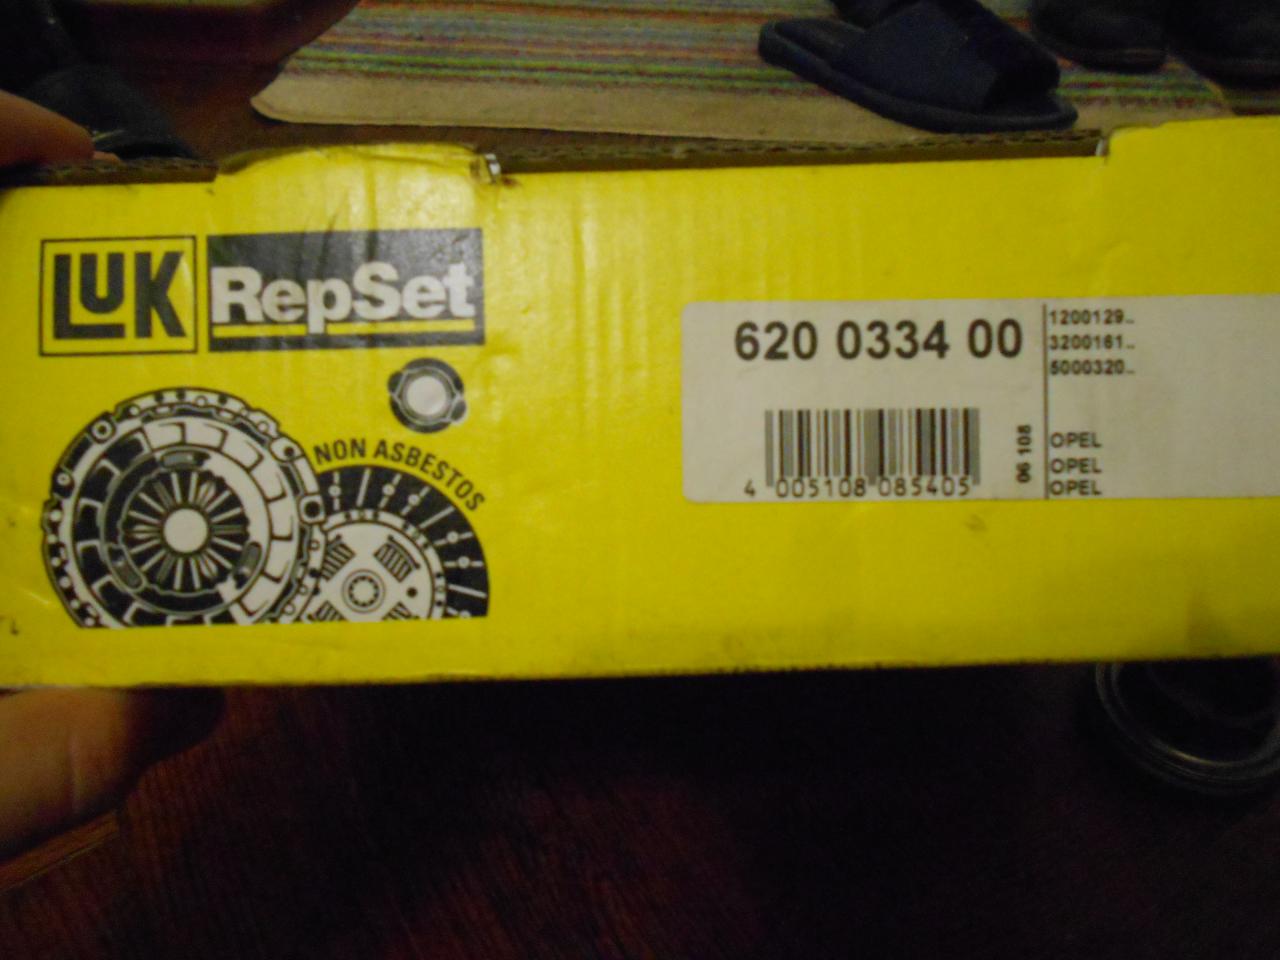 LUK RepSet
NON ASBESTOS
620 0334 00
4 005108 085405
06 108
1200129..
3200161..
5000320..
OPEL
OPEL
OPEL